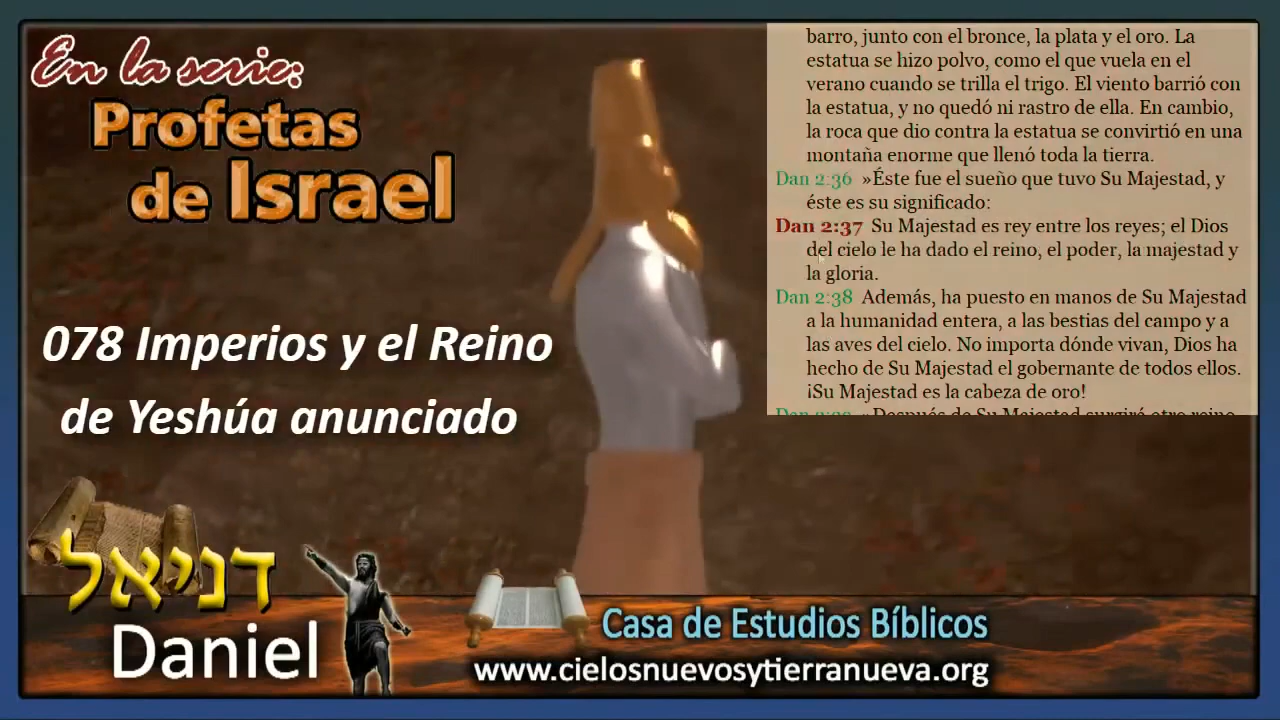 En la serie:
Profetas
de Israel
078 Imperios y el Reino
de Yeshúa anunciado
דניאל
Daniel
barro, junto con el bronce, la plata y el oro. La
estatua se hizo polvo, como el que vuela en el
verano cuando se trilla el trigo. El viento barrió con
la estatua, y no quedó ni rastro de ella. En cambio,
la roca que dio contra la estatua se convirtió en una
montaña enorme que llenó toda la tierra.
Dan 2:36 »Éste fue el sueño que tuvo Su Majestad, y
éste es su significado:
Dan 2:37 Su Majestad es rey entre los reyes; el Dios
del cielo le ha dado el reino, el poder, la majestad y
la gloria.
Dan 2:38 Además, ha puesto en manos de Su Majestad
a la humanidad entera, a las bestias del campo y a
las aves del cielo. No importa dónde vivan, Dios ha
hecho de Su Majestad el gobernante de todos ellos.
¡Su Majestad es la cabeza de oro!
»Después de Su Majestad surgirá otro reino
Casa de Estudios Bíblicos
www.cielosnuevosytierranueva.org